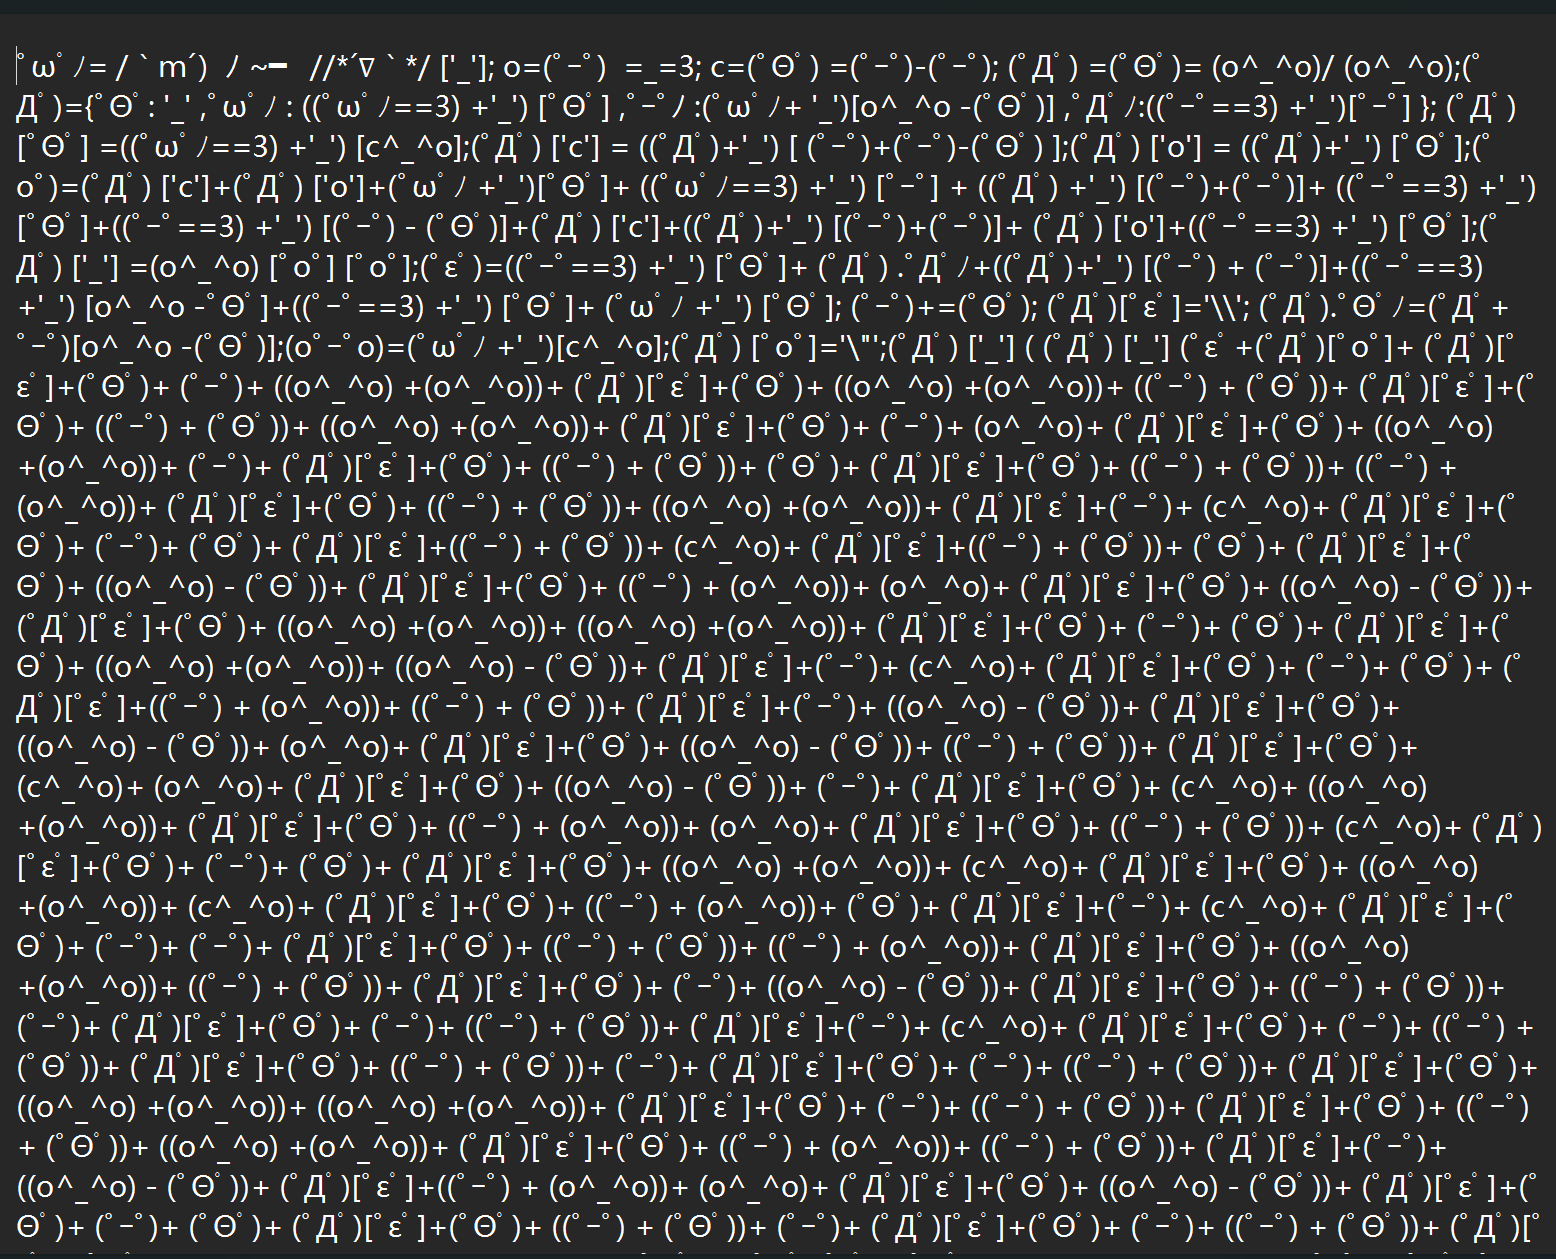 ﾟωﾟﾉ= /｀ｍ´）ﾉ ~┻━┻   //*´∇｀*/ ['_']; o=(ﾟｰﾟ)  =_=3; c=(ﾟΘﾟ) =(ﾟｰﾟ)-(ﾟｰﾟ); (ﾟДﾟ) =(ﾟΘﾟ)= (o^_^o)/ (o^_^o);(ﾟ
Дﾟ)={ﾟΘﾟ: '_' ,ﾟωﾟﾉ : ((ﾟωﾟﾉ==3) +'_') [ﾟΘﾟ] ,ﾟｰﾟﾉ :(ﾟωﾟﾉ+ '_')[o^_^o -(ﾟΘﾟ)] ,ﾟДﾟﾉ:((ﾟｰﾟ==3) +'_')[ﾟｰﾟ] }; (ﾟДﾟ)
[ﾟΘﾟ] =((ﾟωﾟﾉ==3) +'_') [c^_^o];(ﾟДﾟ) ['c'] = ((ﾟДﾟ)+'_') [ (ﾟｰﾟ)+(ﾟｰﾟ)-(ﾟΘﾟ) ];(ﾟДﾟ) ['o'] = ((ﾟДﾟ)+'_') [ﾟΘﾟ];(ﾟ
oﾟ)=(ﾟДﾟ) ['c']+(ﾟДﾟ) ['o']+(ﾟωﾟﾉ +'_')[ﾟΘﾟ]+ ((ﾟωﾟﾉ==3) +'_') [ﾟｰﾟ] + ((ﾟДﾟ) +'_') [(ﾟｰﾟ)+(ﾟｰﾟ)]+ ((ﾟｰﾟ==3) +'_')
[ﾟΘﾟ]+((ﾟｰﾟ==3) +'_') [(ﾟｰﾟ) - (ﾟΘﾟ)]+(ﾟДﾟ) ['c']+((ﾟДﾟ)+'_') [(ﾟｰﾟ)+(ﾟｰﾟ)]+ (ﾟДﾟ) ['o']+((ﾟｰﾟ==3) +'_') [ﾟΘﾟ];(ﾟ
Дﾟ) ['_'] =(o^_^o) [ﾟoﾟ] [ﾟoﾟ];(ﾟεﾟ)=((ﾟｰﾟ==3) +'_') [ﾟΘﾟ]+ (ﾟДﾟ) .ﾟДﾟﾉ+((ﾟДﾟ)+'_') [(ﾟｰﾟ) + (ﾟｰﾟ)]+((ﾟｰﾟ==3)
+'_') [o^_^o -ﾟΘﾟ]+((ﾟｰﾟ==3) +'_') [ﾟΘﾟ]+ (ﾟωﾟﾉ +'_') [ﾟΘﾟ]; (ﾟｰﾟ)+=(ﾟΘﾟ); (ﾟДﾟ)[ﾟεﾟ]='\\'; (ﾟДﾟ).ﾟΘﾟﾉ=(ﾟДﾟ+
ﾟｰﾟ)[o^_^o -(ﾟΘﾟ)];(oﾟｰﾟo)=(ﾟωﾟﾉ +'_')[c^_^o];(ﾟДﾟ) [ﾟoﾟ]='\"';(ﾟДﾟ) ['_'] ( (ﾟДﾟ) ['_'] (ﾟεﾟ+(ﾟДﾟ)[ﾟoﾟ]+ (ﾟДﾟ)[ﾟ
εﾟ]+(ﾟΘﾟ)+ (ﾟｰﾟ)+ ((o^_^o) +(o^_^o))+ (ﾟДﾟ)[ﾟεﾟ]+(ﾟΘﾟ)+ ((o^_^o) +(o^_^o))+ ((ﾟｰﾟ) + (ﾟΘﾟ))+ (ﾟДﾟ)[ﾟεﾟ]+(ﾟ
Θﾟ)+ ((ﾟｰﾟ) + (ﾟΘﾟ))+ ((o^_^o) +(o^_^o))+ (ﾟДﾟ)[ﾟεﾟ]+(ﾟΘﾟ)+ (ﾟｰﾟ)+ (o^_^o)+ (ﾟДﾟ)[ﾟεﾟ]+(ﾟΘﾟ)+ ((o^_^o)
+(o^_^o))+ (ﾟｰﾟ)+ (ﾟДﾟ)[ﾟεﾟ]+(ﾟΘﾟ)+ ((ﾟｰﾟ) + (ﾟΘﾟ))+ (ﾟΘﾟ)+ (ﾟДﾟ)[ﾟεﾟ]+(ﾟΘﾟ)+ ((ﾟｰﾟ) + (ﾟΘﾟ))+ ((ﾟｰﾟ) +
(o^_^o))+ (ﾟДﾟ)[ﾟεﾟ]+(ﾟΘﾟ)+ ((ﾟｰﾟ) + (ﾟΘﾟ))+ ((o^_^o) +(o^_^o))+ (ﾟДﾟ)[ﾟεﾟ]+(ﾟｰﾟ)+ (c^_^o)+ (ﾟДﾟ)[ﾟεﾟ]+(ﾟ
Θﾟ)+ (ﾟｰﾟ)+ (ﾟΘﾟ)+ (ﾟДﾟ)[ﾟεﾟ]+((ﾟｰﾟ) + (ﾟΘﾟ))+ (c^_^o)+ (ﾟДﾟ)[ﾟεﾟ]+((ﾟｰﾟ) + (ﾟΘﾟ))+ (ﾟΘﾟ)+ (ﾟДﾟ)[ﾟεﾟ]+(ﾟ
Θﾟ)+ ((o^_^o) - (ﾟΘﾟ))+ (ﾟДﾟ)[ﾟεﾟ]+(ﾟΘﾟ)+ ((ﾟｰﾟ) + (o^_^o))+ (o^_^o)+ (ﾟДﾟ)[ﾟεﾟ]+(ﾟΘﾟ)+ ((o^_^o) - (ﾟΘﾟ))+
(ﾟДﾟ)[ﾟεﾟ]+(ﾟΘﾟ)+ ((o^_^o) +(o^_^o))+ ((o^_^o) +(o^_^o))+ (ﾟДﾟ)[ﾟεﾟ]+(ﾟΘﾟ)+ (ﾟｰﾟ)+ (ﾟΘﾟ)+ (ﾟДﾟ)[ﾟεﾟ]+(ﾟ
Θﾟ)+ ((o^_^o) +(o^_^o))+ ((o^_^o) - (ﾟΘﾟ))+ (ﾟДﾟ)[ﾟεﾟ]+(ﾟｰﾟ)+ (c^_^o)+ (ﾟДﾟ)[ﾟεﾟ]+(ﾟΘﾟ)+ (ﾟｰﾟ)+ (ﾟΘﾟ)+ (ﾟ
Дﾟ)[ﾟεﾟ]+((ﾟｰﾟ) + (o^_^o))+ ((ﾟｰﾟ) + (ﾟΘﾟ))+ (ﾟДﾟ)[ﾟεﾟ]+(ﾟｰﾟ)+ ((o^_^o) - (ﾟΘﾟ))+ (ﾟДﾟ)[ﾟεﾟ]+(ﾟΘﾟ)+
((o^_^o) - (ﾟΘﾟ))+ (o^_^o)+ (ﾟДﾟ)[ﾟεﾟ]+(ﾟΘﾟ)+ ((o^_^o) - (ﾟΘﾟ))+ ((ﾟｰﾟ) + (ﾟΘﾟ))+ (ﾟДﾟ)[ﾟεﾟ]+(ﾟΘﾟ)+
(c^_^o)+ (o^_^o)+ (ﾟДﾟ)[ﾟεﾟ]+(ﾟΘﾟ)+ ((o^_^o) - (ﾟΘﾟ))+ (ﾟｰﾟ)+ (ﾟДﾟ)[ﾟεﾟ]+(ﾟΘﾟ)+ (c^_^o)+ ((o^_^o)
+(o^_^o))+ (ﾟДﾟ)[ﾟεﾟ]+(ﾟΘﾟ)+ ((ﾟｰﾟ) + (o^_^o))+ (o^_^o)+ (ﾟДﾟ)[ﾟεﾟ]+(ﾟΘﾟ)+ ((ﾟｰﾟ) + (ﾟΘﾟ))+ (c^_^o)+ (ﾟДﾟ)
[ﾟεﾟ]+(ﾟΘﾟ)+ (ﾟｰﾟ)+ (ﾟΘﾟ)+ (ﾟДﾟ)[ﾟεﾟ]+(ﾟΘﾟ)+ ((o^_^o) +(o^_^o))+ (c^_^o)+ (ﾟДﾟ)[ﾟεﾟ]+(ﾟΘﾟ)+ ((o^_^o)
+(o^_^o))+ (c^_^o)+ (ﾟДﾟ)[ﾟεﾟ]+(ﾟΘﾟ)+ ((ﾟｰﾟ) + (o^_^o))+ (ﾟΘﾟ)+ (ﾟДﾟ)[ﾟεﾟ]+(ﾟｰﾟ)+ (c^_^o)+ (ﾟДﾟ)[ﾟεﾟ]+(ﾟ
Θﾟ)+ (ﾟｰﾟ)+ (ﾟｰﾟ)+ (ﾟДﾟ)[ﾟεﾟ]+(ﾟΘﾟ)+ ((ﾟｰﾟ) + (ﾟΘﾟ))+ ((ﾟｰﾟ) + (o^_^o))+ (ﾟДﾟ)[ﾟεﾟ]+(ﾟΘﾟ)+ ((o^_^o)
+(o^_^o))+ ((ﾟｰﾟ) + (ﾟΘﾟ))+ (ﾟДﾟ)[ﾟεﾟ]+(ﾟΘﾟ)+ (ﾟｰﾟ)+ ((o^_^o) - (ﾟΘﾟ))+ (ﾟДﾟ)[ﾟεﾟ]+(ﾟΘﾟ)+ ((ﾟｰﾟ) + (ﾟΘﾟ))+
(ﾟｰﾟ)+ (ﾟДﾟ)[ﾟεﾟ]+(ﾟΘﾟ)+ (ﾟｰﾟ)+ ((ﾟｰﾟ) + (ﾟΘﾟ))+ (ﾟДﾟ)[ﾟεﾟ]+(ﾟｰﾟ)+ (c^_^o)+ (ﾟДﾟ)[ﾟεﾟ]+(ﾟΘﾟ)+ (ﾟｰﾟ)+ ((ﾟｰﾟ) +
(ﾟΘﾟ))+ (ﾟДﾟ)[ﾟεﾟ]+(ﾟΘﾟ)+ ((ﾟｰﾟ) + (ﾟΘﾟ))+ (ﾟｰﾟ)+ (ﾟДﾟ)[ﾟεﾟ]+(ﾟΘﾟ)+ (ﾟｰﾟ)+ ((ﾟｰﾟ) + (ﾟΘﾟ))+ (ﾟДﾟ)[ﾟεﾟ]+(ﾟΘﾟ)+
((o^_^o) +(o^_^o))+ ((o^_^o) +(o^_^o))+ (ﾟДﾟ)[ﾟεﾟ]+(ﾟΘﾟ)+ (ﾟｰﾟ)+ ((ﾟｰﾟ) + (ﾟΘﾟ))+ (ﾟДﾟ)[ﾟεﾟ]+(ﾟΘﾟ)+ ((ﾟｰﾟ)
+ (ﾟΘﾟ))+ ((o^_^o) +(o^_^o))+ (ﾟДﾟ)[ﾟεﾟ]+(ﾟΘﾟ)+ ((ﾟｰﾟ) + (o^_^o))+ ((ﾟｰﾟ) + (ﾟΘﾟ))+ (ﾟДﾟ)[ﾟεﾟ]+(ﾟｰﾟ)+
((o^_^o) - (ﾟΘﾟ))+ (ﾟДﾟ)[ﾟεﾟ]+((ﾟｰﾟ) + (o^_^o))+ (o^_^o)+ (ﾟДﾟ)[ﾟεﾟ]+(ﾟΘﾟ)+ ((o^_^o) - (ﾟΘﾟ))+ (ﾟДﾟ)[ﾟεﾟ]+(ﾟ
Θﾟ)+ (ﾟｰﾟ)+ (ﾟΘﾟ)+ (ﾟДﾟ)[ﾟεﾟ]+(ﾟΘﾟ)+ ((ﾟｰﾟ) + (ﾟΘﾟ))+ (ﾟｰﾟ)+ (ﾟДﾟ)[ﾟεﾟ]+(ﾟΘﾟ)+ (ﾟｰﾟ)+ ((ﾟｰﾟ) + (ﾟΘﾟ))+ (ﾟДﾟ)[ﾟ